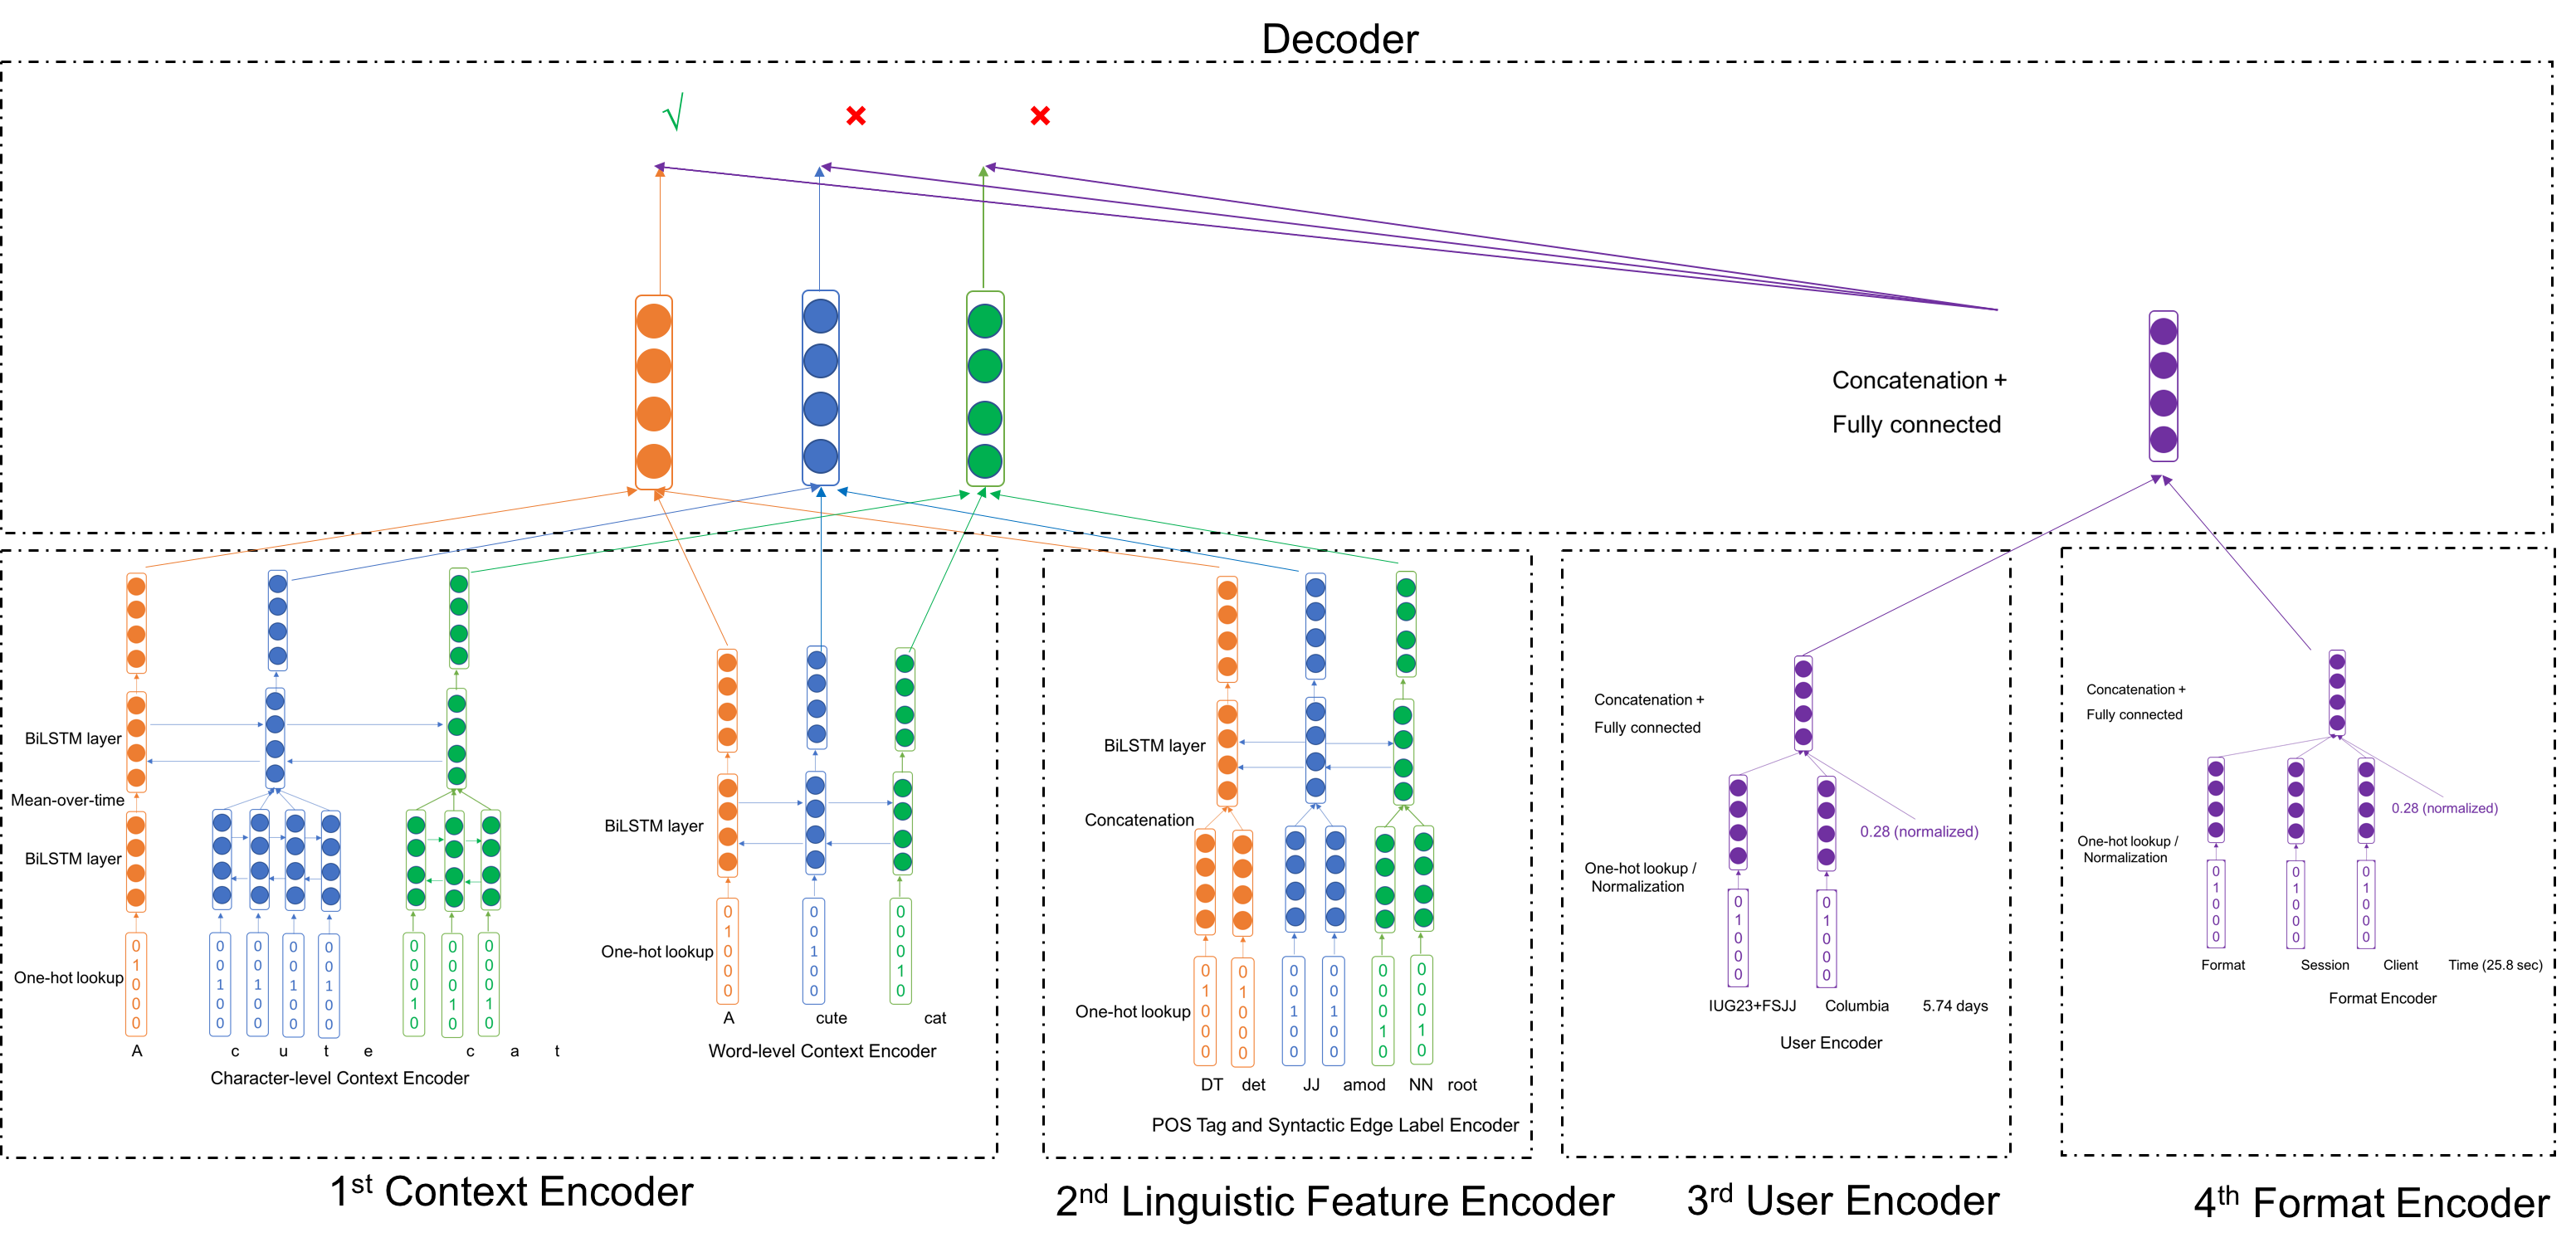 Decoder
√
Concatenation +
Fully connected
BiLSTM layer
Mean-over-time
BiLSTM layer
One-hot lookup
0 1 0 0 0
0 0 1 0 0
0 0 1 0 0
0 0 1 0 0
0 0 1 0 0
0 0 0 1 0
0 0 0 1 0
0 0 0 1 0
A c u t e c a t
Character-level Context Encoder
BiLSTM layer
One-hot lookup
0 1 0 0 0
0 0 1 0 0
0 0 0 1 0
A cute cat
Word-level Context Encoder
1st Context Encoder
BiLSTM layer
Concatenation
One-hot lookup
0 1 0 0 0
0 1 0 0 0
0 0 1 0 0
0 0 1 0 0
0 0 0 1 0
0 0 0 1 0
DT det JJ amod NN root
POS Tag and Syntactic Edge Label Encoder
2nd Linguistic Feature Encoder
Concatenation +
Fully connected
0.28 (normalized)
One-hot lookup /
Normalization
0 1 0 0 0
0 1 0 0 0
IUG23+FSJJ Columbia 5.74 days
User Encoder
3rd User Encoder
Concatenation +
Fully connected
0.28 (normalized)
One-hot lookup /
Normalization
0 1 0 0 0
0 1 0 0 0
0 1 0 0 0
Format Session Client Time (25.8 sec)
Format Encoder
4th Format Encoder